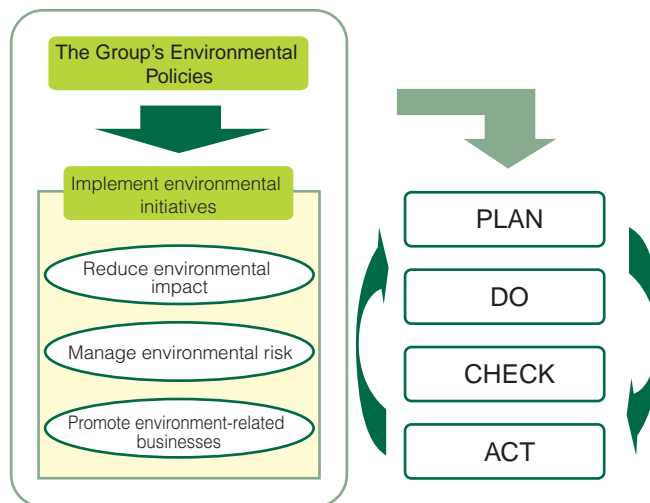 The Group's Environmental
Policies
Implement environmental
initiatives
Reduce environmental
impact
Manage environmental risk
Promote environment-related
businesses
PLAN
DO
CHECK
ACT